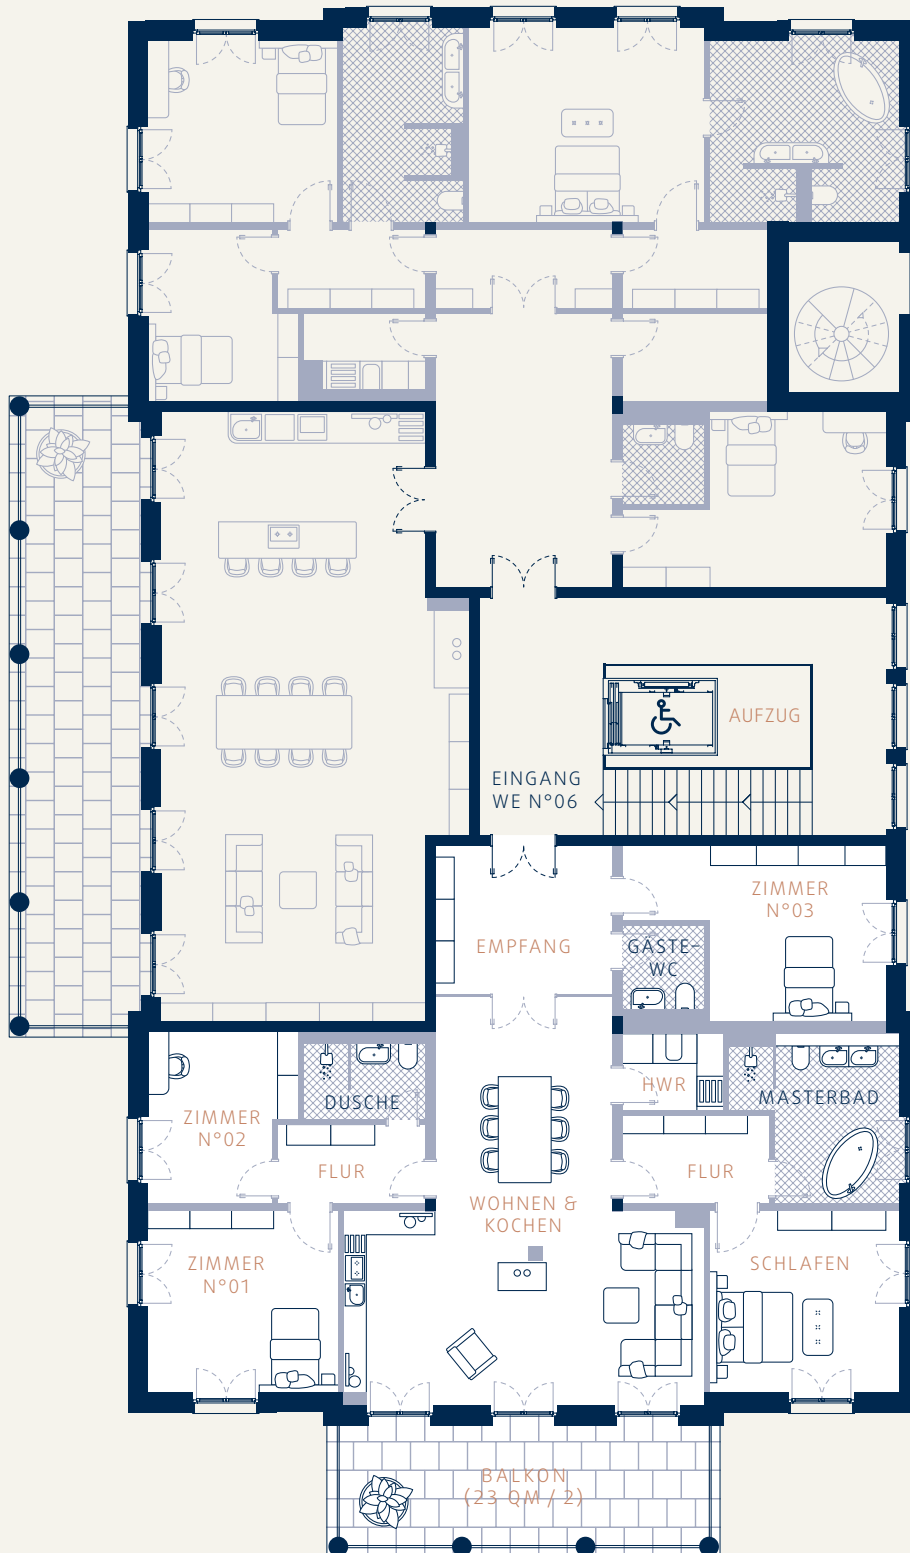 AUFZUG
EINGANG
WE N°06
ZIMMER
N°03
EMPFANG
GÄSTE-
WC
HWR
MASTERBAD
DUSCHE
ZIMMER
N°02
FLUR
FLUR
WOHNEN &
KOCHEN
ZIMMER
N°01
SCHLAFEN
BALKON
(23 QM / 2)